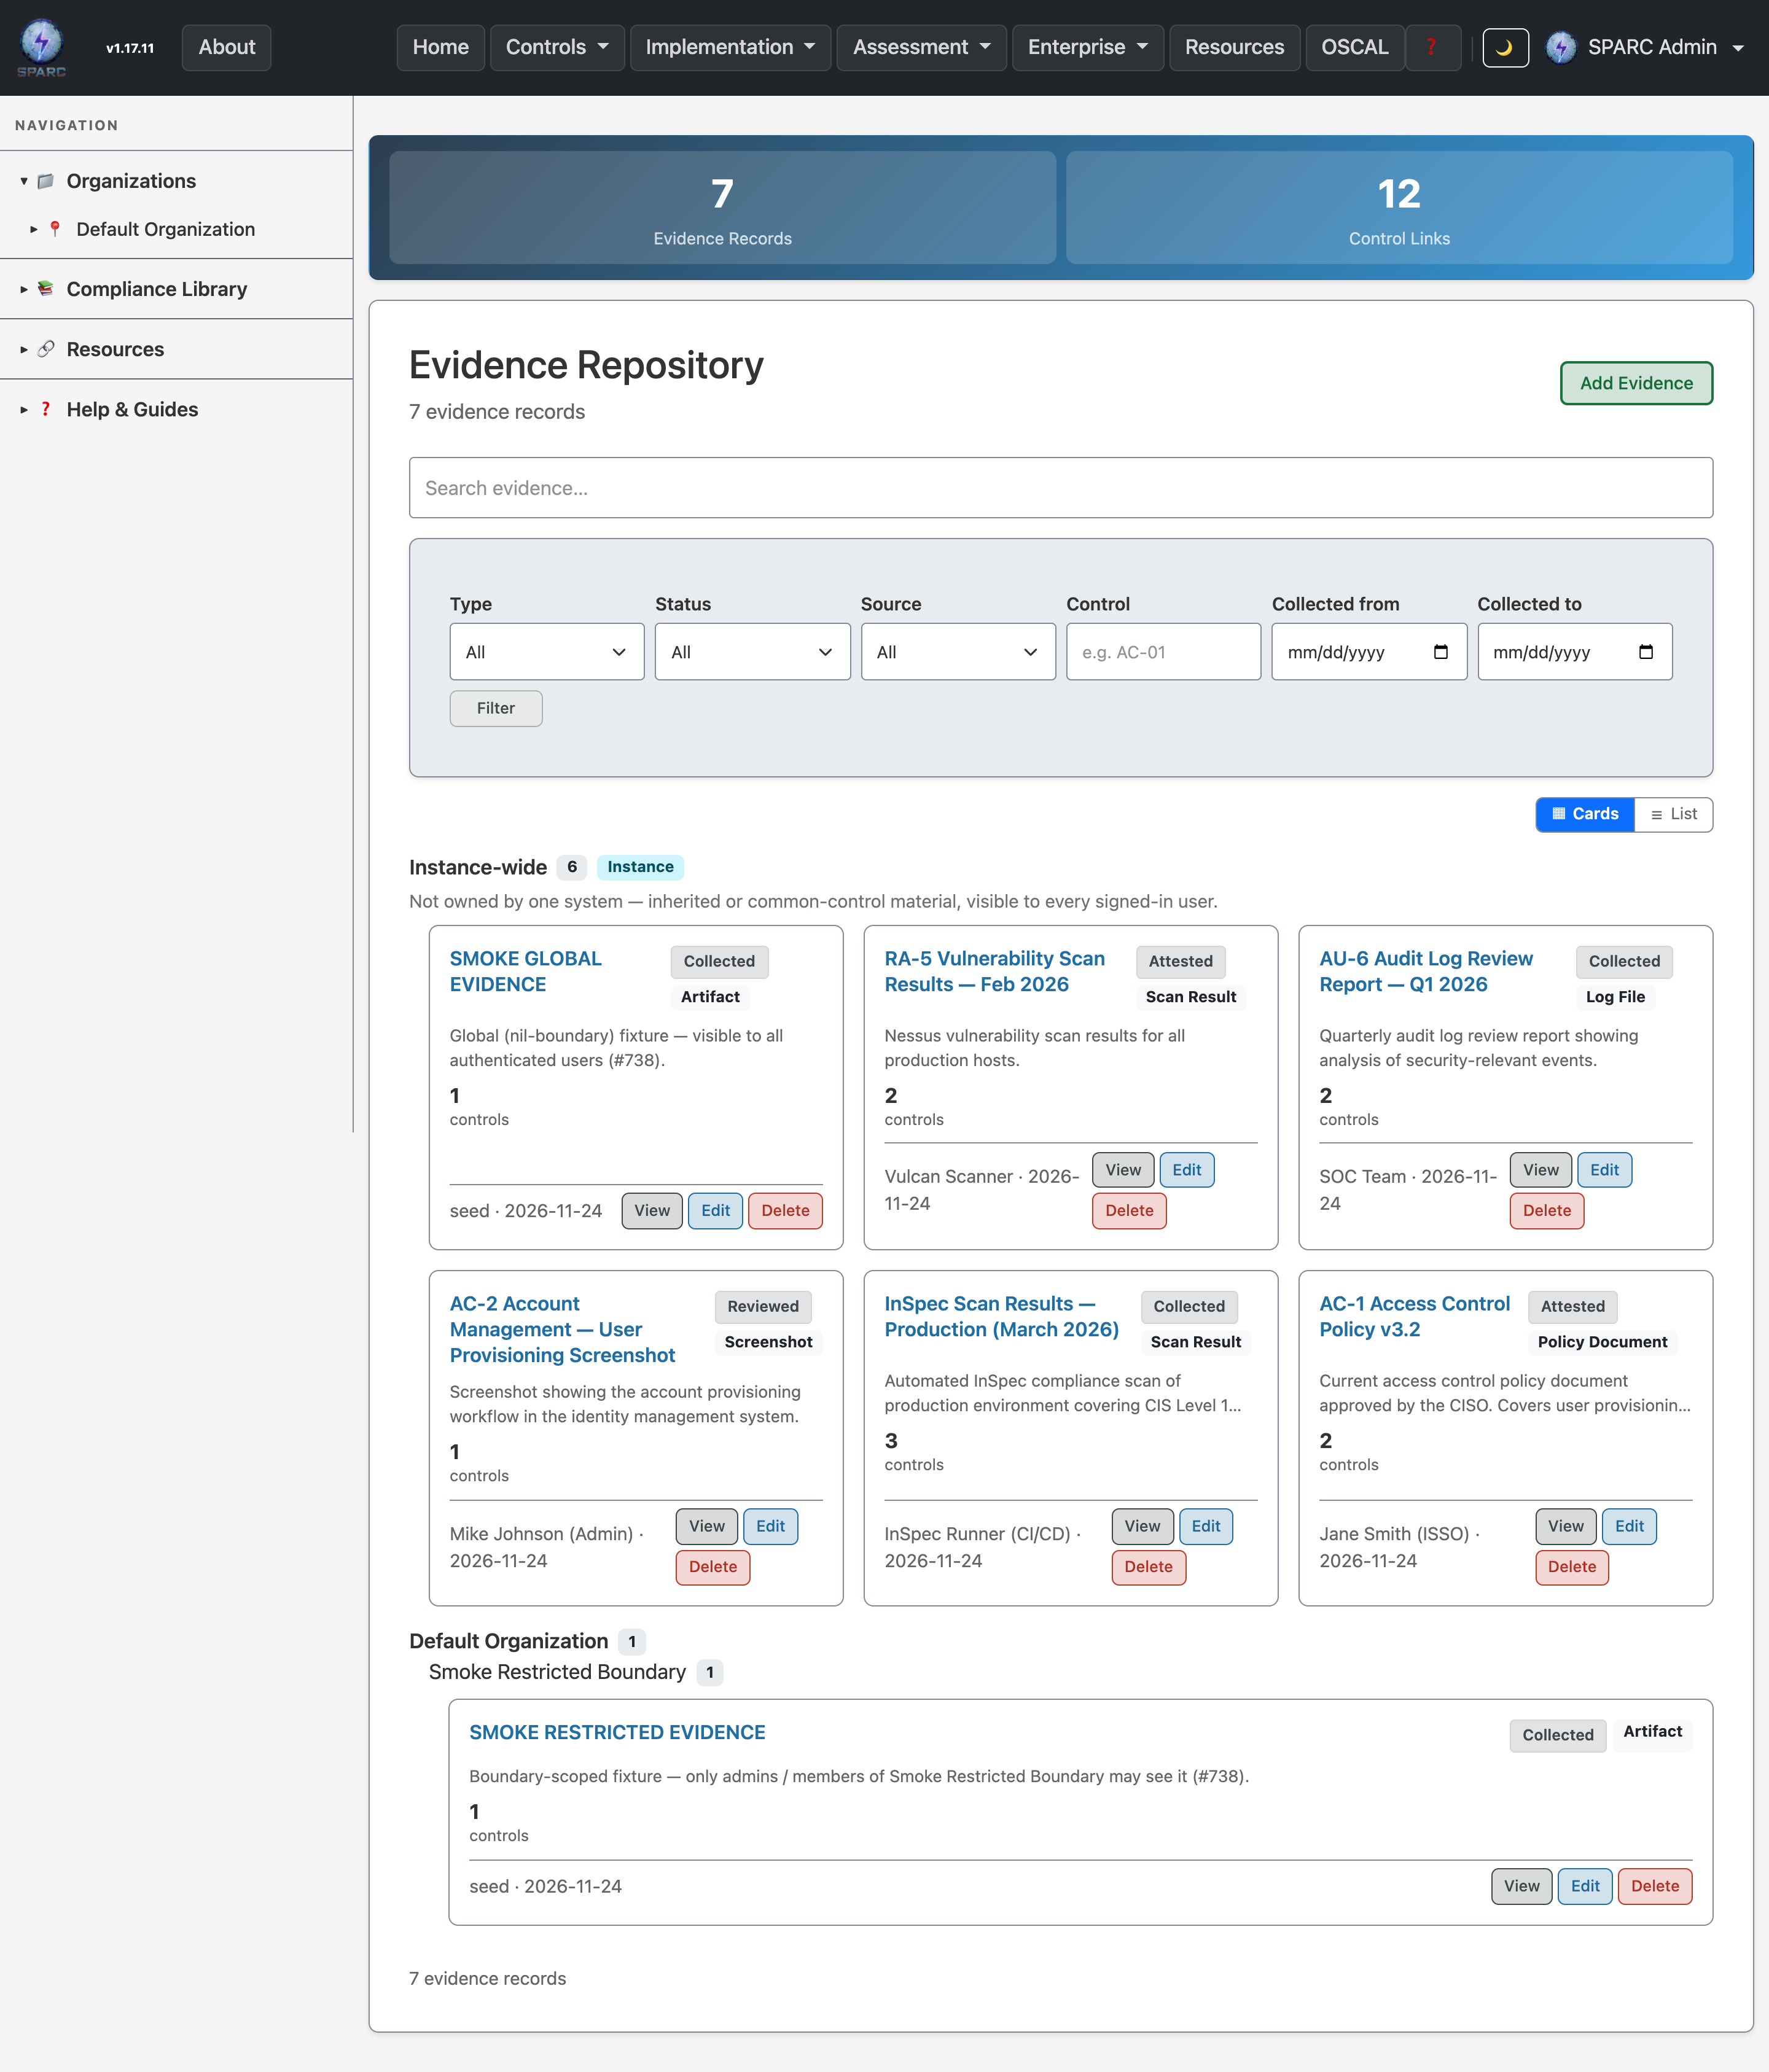 SPARC
v1.17.11
About
Home
Controls
Implementation
Assessment
Enterprise
Resources
OSCAL
?
SPARC Admin
NAVIGATION
Organizations
Default Organization
Compliance Library
Resources
Help & Guides
7
Evidence Records
12
Control Links
Evidence Repository
7 evidence records
Add Evidence
Search evidence...
Type
Status
Source
Control
Collected from
Collected to
All
All
All
e.g. AC-01
mm/dd/yyyy
mm/dd/yyyy
Filter
Cards
List
Instance-wide 6 Instance
Not owned by one system — inherited or common-control material, visible to every signed-in user.
SMOKE GLOBAL
EVIDENCE
Collected
Artifact
Global (nil-boundary) fixture — visible to all
authenticated users (#738).
1
controls
seed · 2026-11-24
View
Edit
Delete
RA-5 Vulnerability Scan
Results — Feb 2026
Attested
Scan Result
Nessus vulnerability scan results for all
production hosts.
2
controls
Vulcan Scanner · 2026-
11-24
View
Edit
Delete
AU-6 Audit Log Review
Report — Q1 2026
Collected
Log File
Quarterly audit log review report showing
analysis of security-relevant events.
2
controls
SOC Team · 2026-11-
24
View
Edit
Delete
AC-2 Account
Management — User
Provisioning Screenshot
Reviewed
Screenshot
Screenshot showing the account provisioning
workflow in the identity management system.
1
controls
Mike Johnson (Admin) ·
2026-11-24
View
Edit
Delete
InSpec Scan Results —
Production (March 2026)
Collected
Scan Result
Automated InSpec compliance scan of
production environment covering CIS Level 1...
3
controls
InSpec Runner (CI/CD) ·
2026-11-24
View
Edit
Delete
AC-1 Access Control
Policy v3.2
Attested
Policy Document
Current access control policy document
approved by the CISO. Covers user provisionin...
2
controls
Jane Smith (ISSO) ·
2026-11-24
View
Edit
Delete
Default Organization 1
Smoke Restricted Boundary 1
SMOKE RESTRICTED EVIDENCE
Collected
Artifact
Boundary-scoped fixture — only admins / members of Smoke Restricted Boundary may see it (#738).
1
controls
seed · 2026-11-24
View
Edit
Delete
7 evidence records